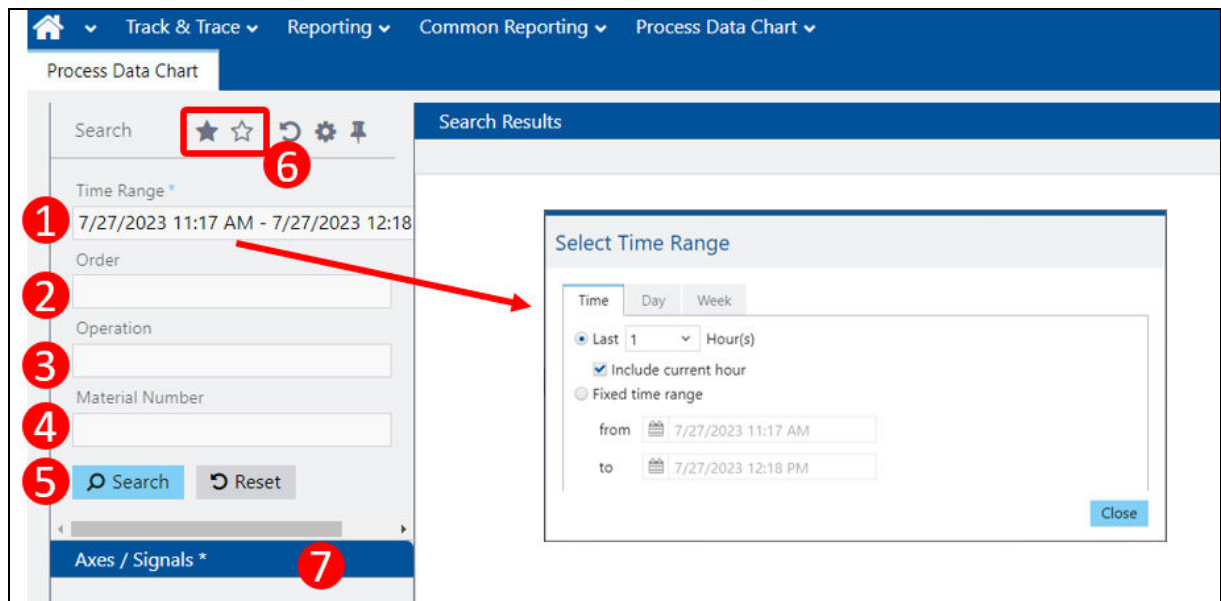 Track & Trace Reporting Common Reporting Process Data Chart
Process Data Chart
Search
6
Search Results
Time Range *
1
7/27/2023 11:17 AM - 7/27/2023 12:18
Order
2
Operation
3
Material Number
4
5
Search Reset
Axes / Signals *
7
Select Time Range
Time Day Week
Last 1 Hour(s)
Include current hour
Fixed time range
from 7/27/2023 11:17 AM
to 7/27/2023 12:18 PM
Close